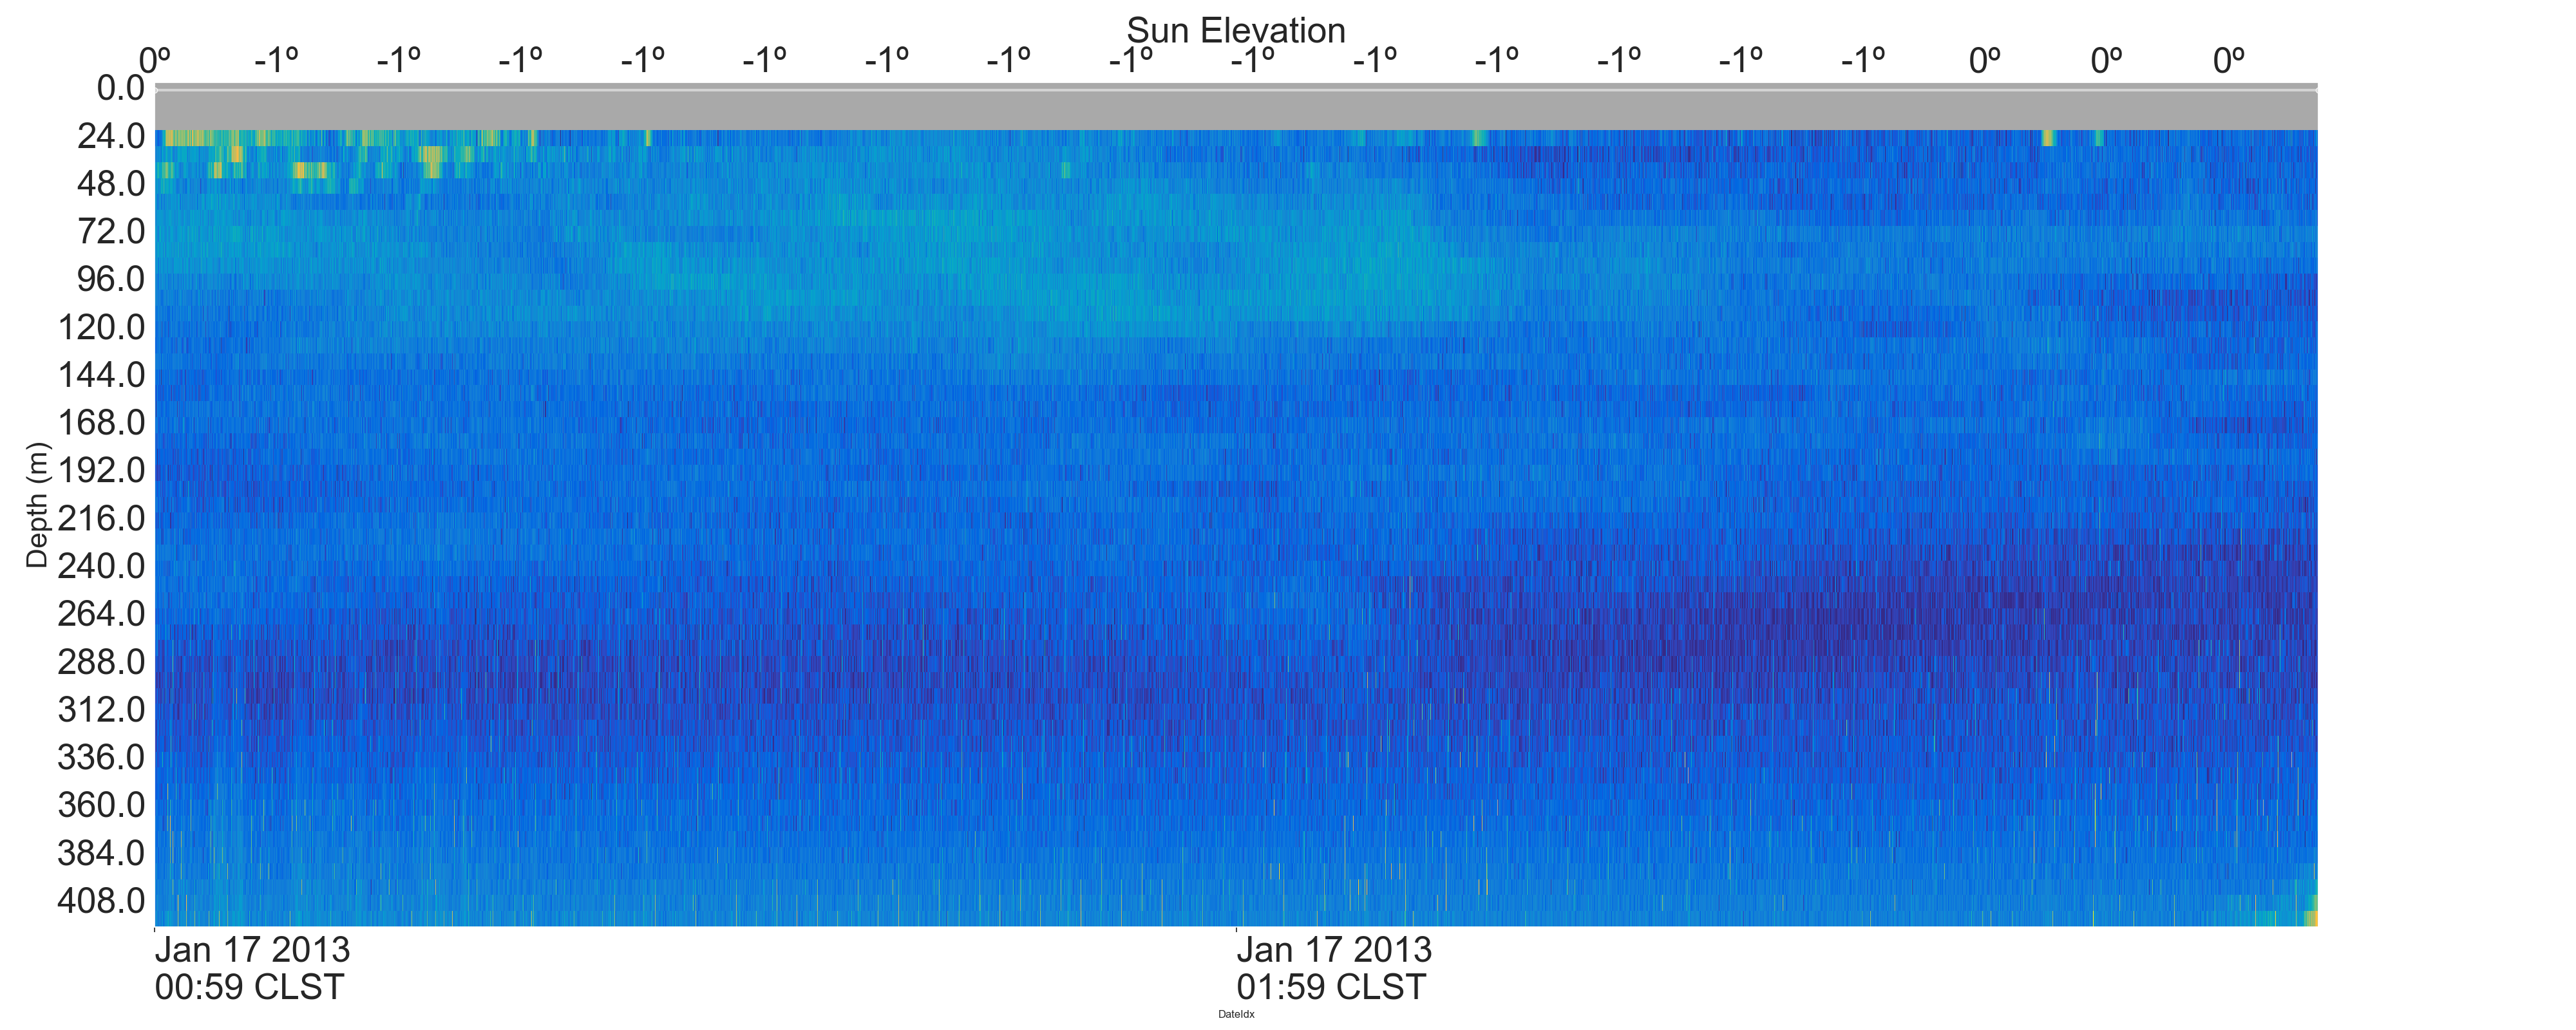 Sun Elevation
0º -1º -1º -1º -1º -1º -1º -1º -1º -1º -1º -1º -1º -1º -1º 0º 0º 0º
0.0
24.0
48.0
72.0
96.0
120.0
144.0
168.0
192.0
216.0
240.0
264.0
288.0
312.0
336.0
360.0
384.0
408.0
Depth (m)
Jan 17 2013
00:59 CLST
Jan 17 2013
01:59 CLST
DateIdx